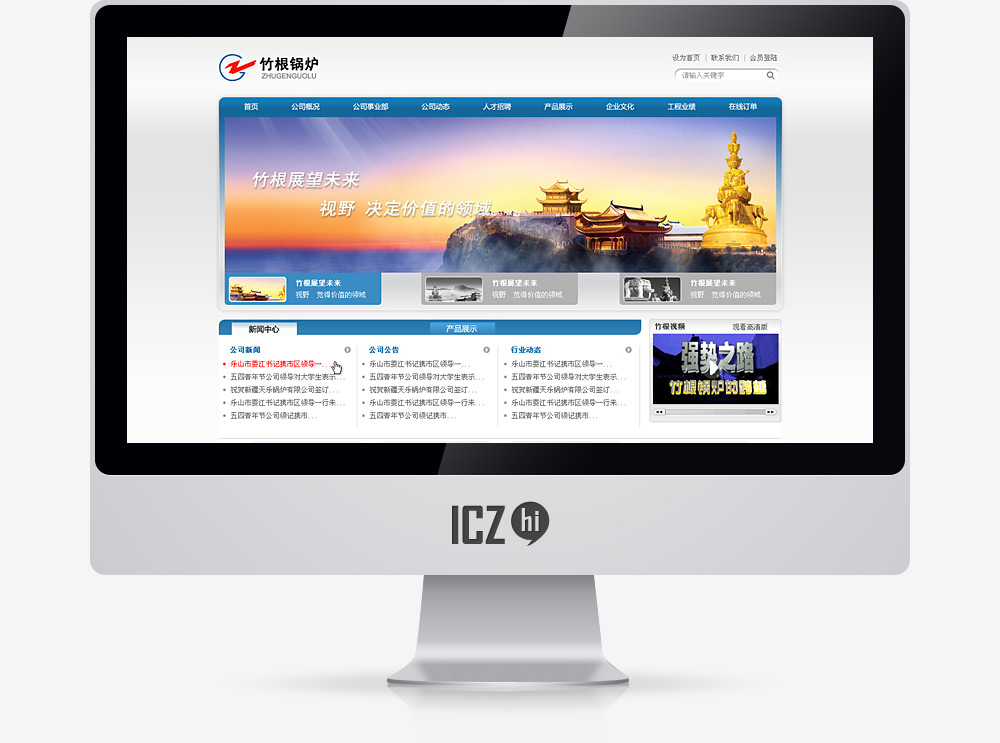 竹根锅炉
ZHUGENGUOLU
设为首页 | 联系我们 | 会员登陆
请输入关键字
首页 公司概况 公司事业部 公司动态 人才招聘 产品展示 企业文化 工程业绩 在线订单
竹根展望未来
视野 决定价值的领域
竹根展望未来
视野 觉得价值的领域
竹根展望未来
视野 觉得价值的领域
竹根展望未来
视野 觉得价值的领域
新闻中心 产品展示
公司新闻
乐山市委江书记携市区领导一...
五四青年节公司领导对大学生表示...
祝贺新疆天乐锅炉有限公司签订...
乐山市委江书记携市区领导一行来...
五四青年节公司领记携市...
公司公告
乐山市委江书记携市区领导一...
五四青年节公司领导对大学生表示...
祝贺新疆天乐锅炉有限公司签订...
乐山市委江书记携市区领导一行来...
五四青年节公司领记携市...
行业动态
乐山市委江书记携市区领导一...
五四青年节公司领导对大学生表示...
祝贺新疆天乐锅炉有限公司签订...
乐山市委江书记携市区领导一行来...
五四青年节公司领记携市...
竹根视频 观看高清版
强势之路
竹根锅炉的跨越
ICZ hi